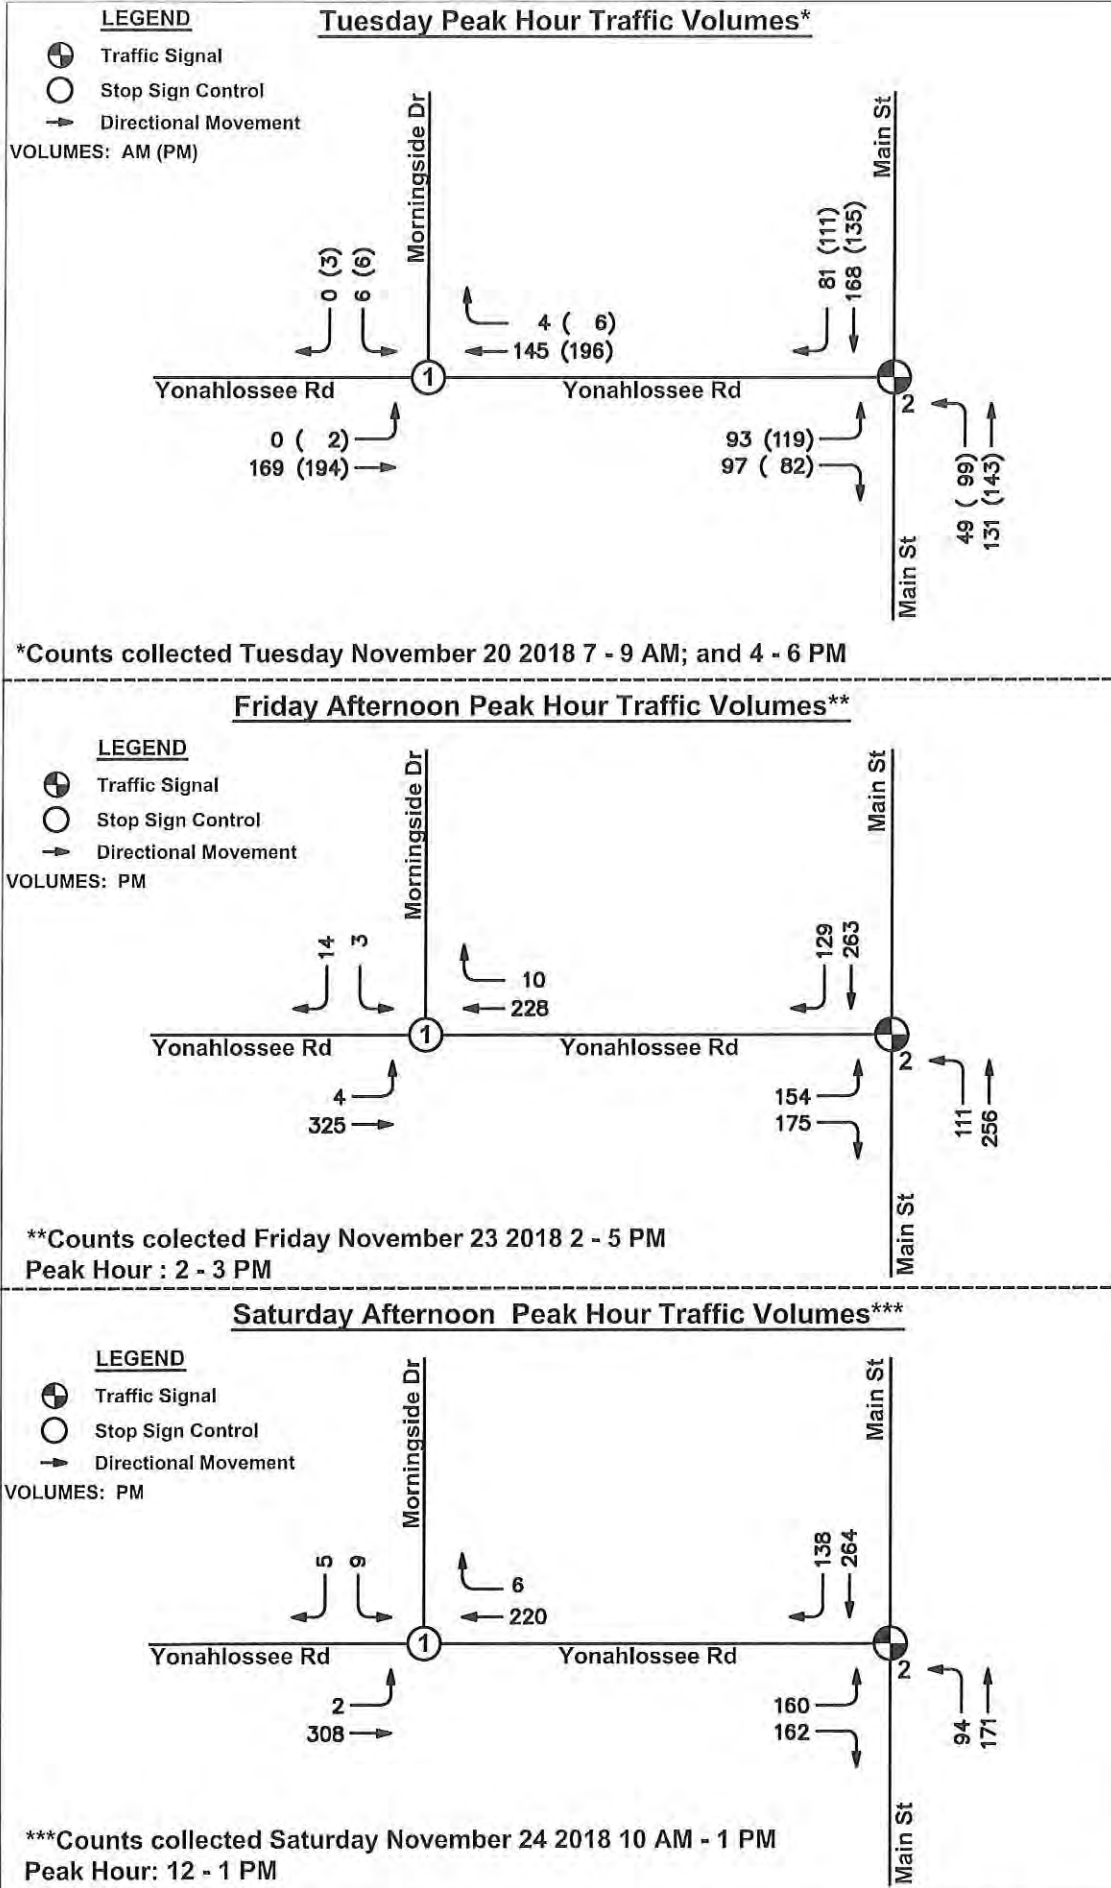 Tuesday Peak Hour Traffic Volumes*
LEGEND
Traffic Signal
Stop Sign Control
Directional Movement
VOLUMES: AM (PM)
Morningside Dr
Main St
0 (3)
6 (6)
4 ( 6)
145 (196)
81 (111)
168 (135)
1
Yonahlossee Rd
Yonahlossee Rd
2
0 ( 2)
169 (194)
93 (119)
97 ( 82)
49 ( 99)
131 (143)
Main St
*Counts collected Tuesday November 20 2018 7 - 9 AM; and 4 - 6 PM
Friday Afternoon Peak Hour Traffic Volumes**
LEGEND
Traffic Signal
Stop Sign Control
Directional Movement
VOLUMES: PM
Morningside Dr
Main St
14
3
10
228
129
263
1
Yonahlossee Rd
Yonahlossee Rd
2
4
325
154
175
111
256
Main St
**Counts colected Friday November 23 2018 2 - 5 PM
Peak Hour : 2 - 3 PM
Saturday Afternoon Peak Hour Traffic Volumes***
LEGEND
Traffic Signal
Stop Sign Control
Directional Movement
VOLUMES: PM
Morningside Dr
Main St
5
9
6
220
138
264
1
Yonahlossee Rd
Yonahlossee Rd
2
2
308
160
162
94
171
Main St
***Counts collected Saturday November 24 2018 10 AM - 1 PM
Peak Hour: 12 - 1 PM